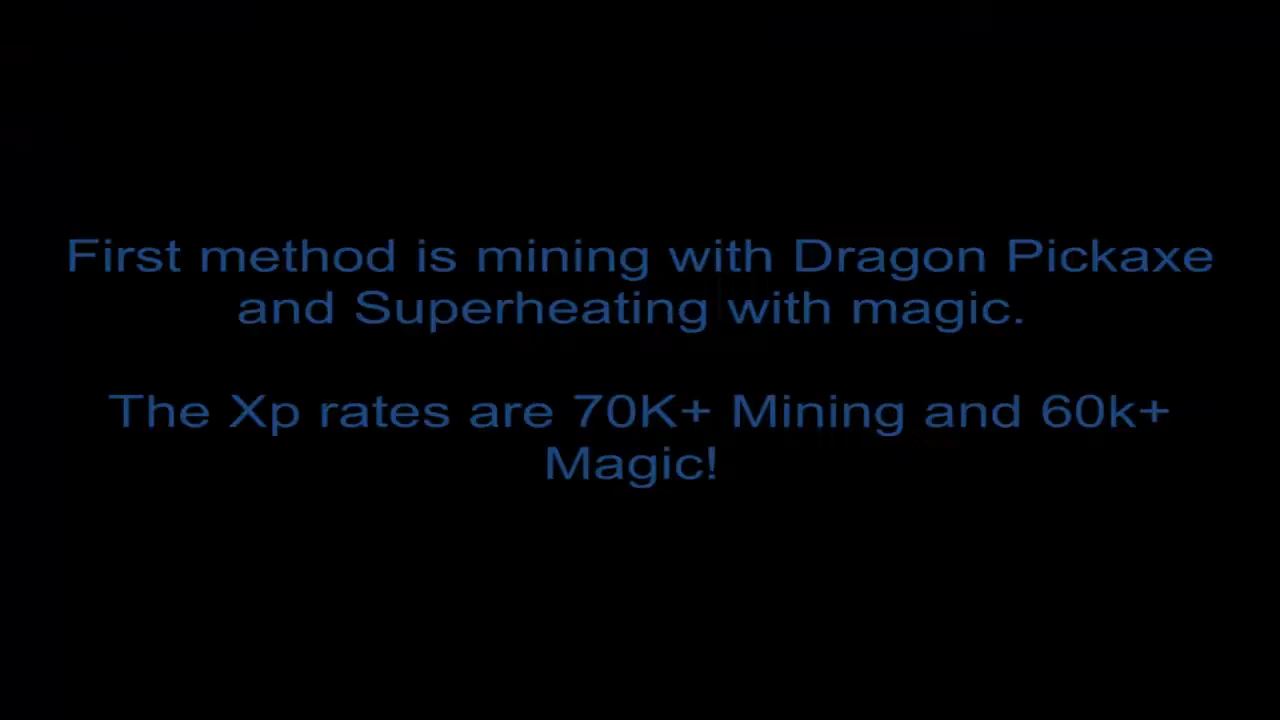 First method is mining with Dragon Pickaxe
and Superheating with magic.
The Xp rates are 70K+ Mining and 60k+
Magic!